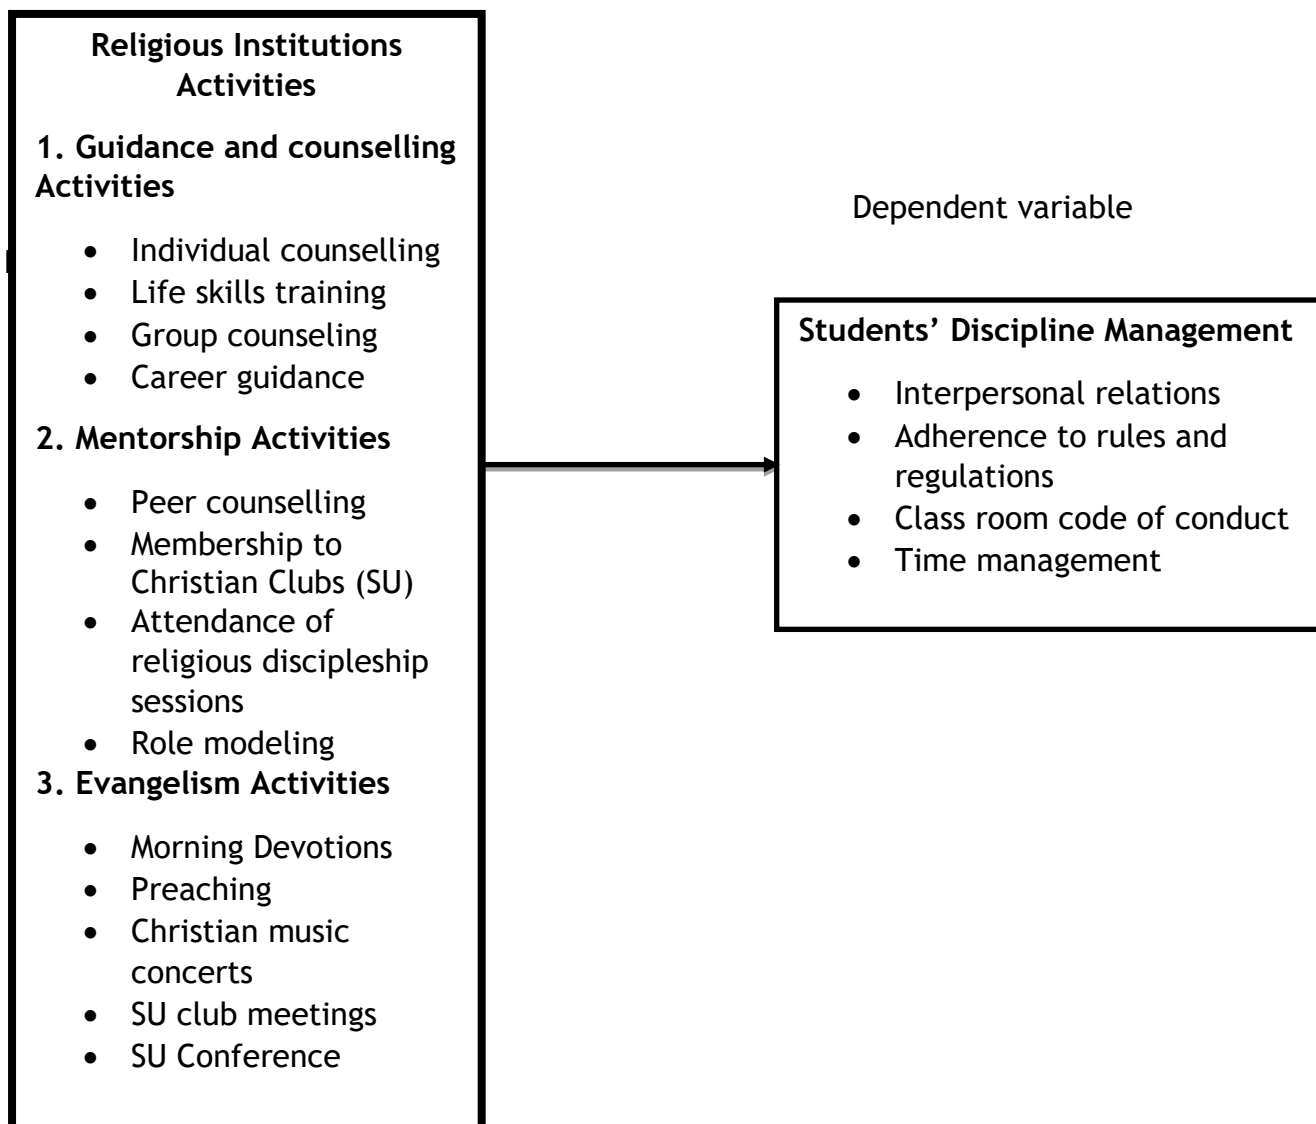 Religious Institutions
Activities
1. Guidance and counselling
Activities
• Individual counselling
• Life skills training
• Group counseling
• Career guidance
2. Mentorship Activities
• Peer counselling
• Membership to
Christian Clubs (SU)
• Attendance of
religious discipleship
sessions
• Role modeling
3. Evangelism Activities
• Morning Devotions
• Preaching
• Christian music
concerts
• SU club meetings
• SU Conference
Dependent variable
Students’ Discipline Management
• Interpersonal relations
• Adherence to rules and
regulations
• Class room code of conduct
• Time management